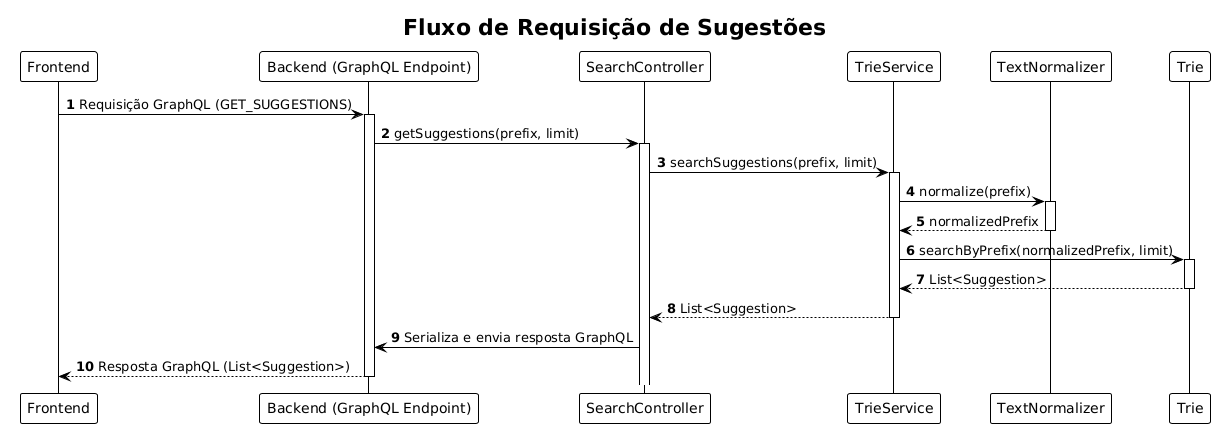 Fluxo de Requisição de Sugestões
Frontend
Backend (GraphQL Endpoint)
SearchController
TrieService
TextNormalizer
Trie
1 Requisição GraphQL (GET_SUGGESTIONS)
2 getSuggestions(prefix, limit)
3 searchSuggestions(prefix, limit)
4 normalize(prefix)
5 normalizedPrefix
6 searchByPrefix(normalizedPrefix, limit)
7 List<Suggestion>
8 List<Suggestion>
9 Serializa e envia resposta GraphQL
10 Resposta GraphQL (List<Suggestion>)
Frontend
Backend (GraphQL Endpoint)
SearchController
TrieService
TextNormalizer
Trie